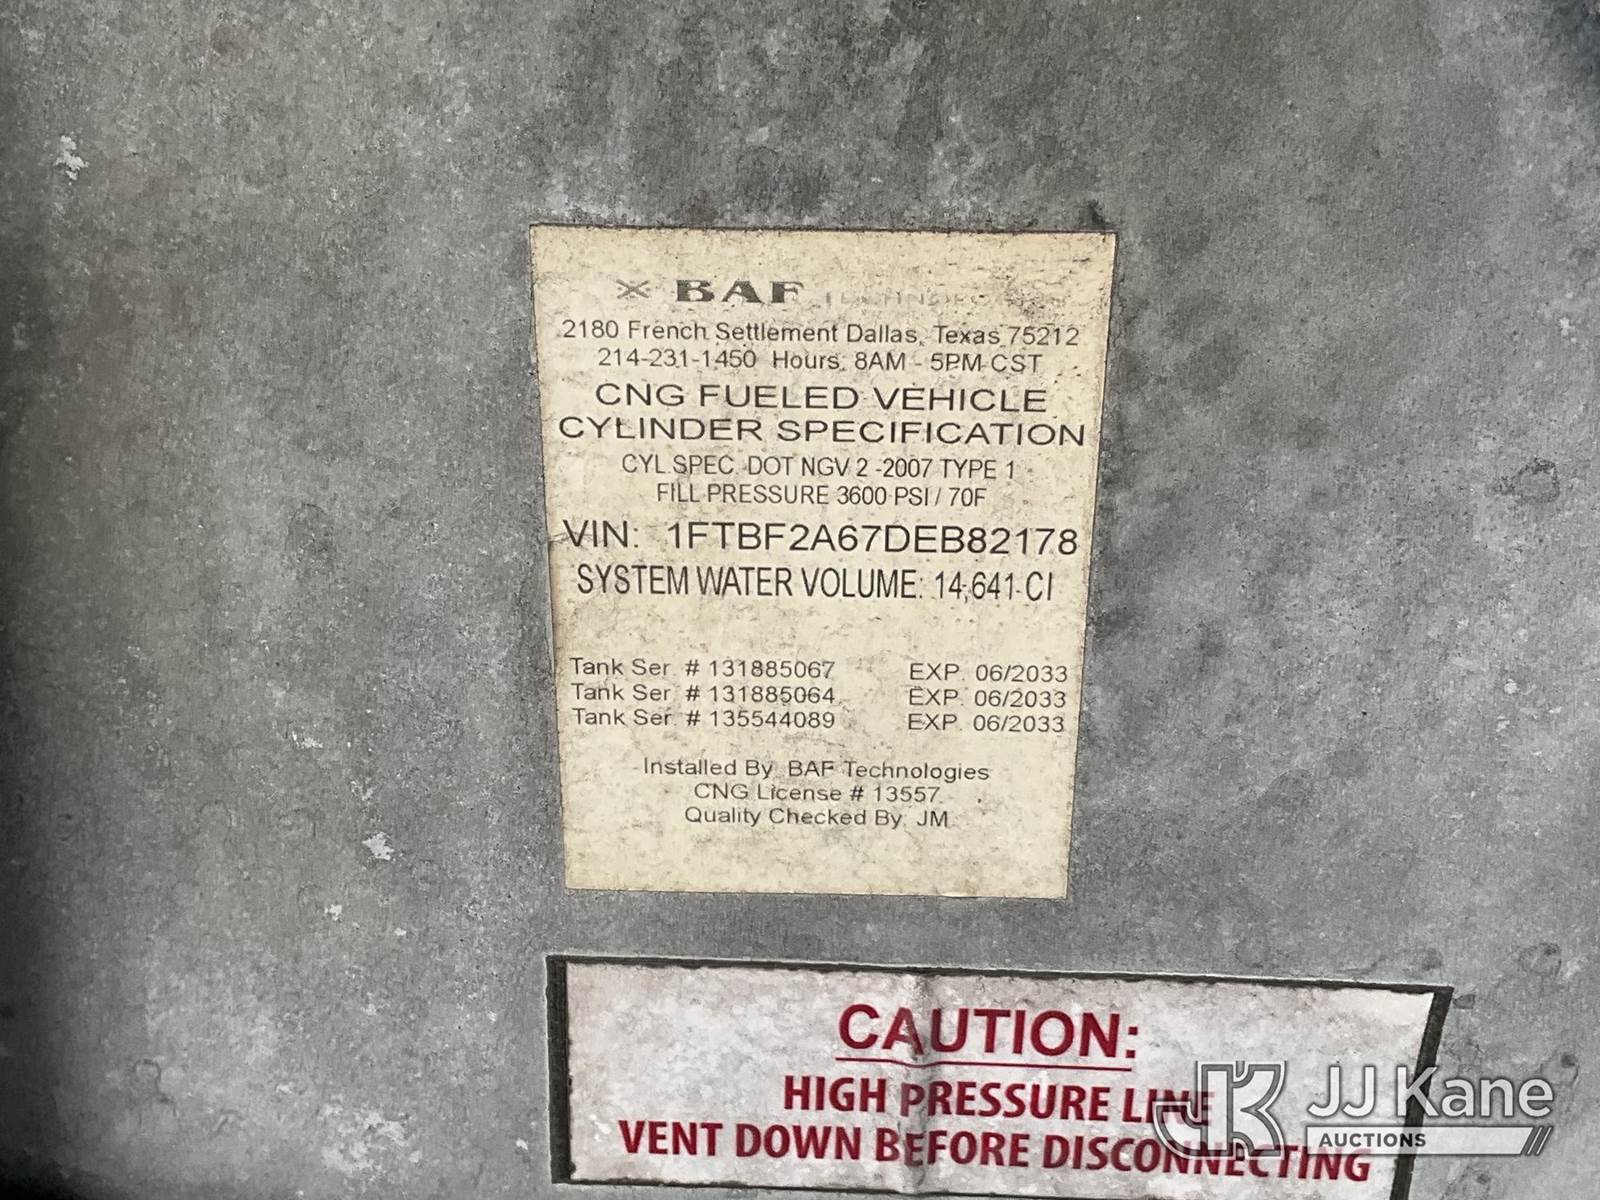 BAF TECHNOLOGIES
2180 French Settlement Dallas, Texas 75212
214-231-1450 Hours: 8AM - 5PM CST
CNG FUELED VEHICLE
CYLINDER SPECIFICATION
CYL.SPEC. DOT NGV 2 -2007 TYPE 1
FILL PRESSURE 3600 PSI / 70F
VIN: 1FTBF2A67DEB82178
SYSTEM WATER VOLUME: 14,641 CI
Tank Ser. # 131885067 EXP. 06/2033
Tank Ser. # 131885064 EXP. 06/2033
Tank Ser. # 135544089 EXP. 06/2033
Installed By: BAF Technologies
CNG License # 13557
Quality Checked By: JM
CAUTION:
HIGH PRESSURE LINE
VENT DOWN BEFORE DISCONNECTING
JK JJ Kane
AUCTIONS